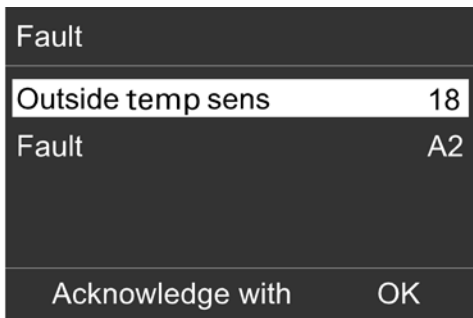 Fault
Outside temp sens 18
Fault A2
Acknowledge with OK